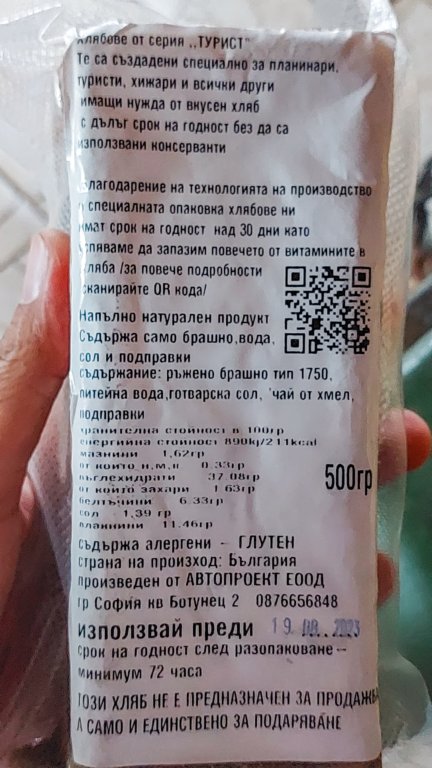 Хлябове от серия ,,ТУРИСТ"
Те са създадени специално за планинари,
туристи, хижари и всички други
имащи нужда от вкусен хляб
с дълъг срок на годност без да са
използвани консерванти
Благодарение на технологията на производство
и специалната опаковка хлябове ни
имат срок на годност над 30 дни като
успяваме да запазим повечето от витамините в
хляба /за повече подробности
сканирайте QR кода/
Напълно натурален продукт
Съдържа само брашно,вода,
сол и подправки
съдържание: ръжено брашно тип 1750,
питейна вода,готварска сол, чай от хмел,
подправки
хранителна стойност в 100гр
енергийна стойност 890kj/211kcal
мазнини 1,62гр
от които н.м.к 0.33гр
въглехидрати 37.08гр
от които захари 1 63гр
белтъчини 6.33гр
сол 1,39 гр
влакнини 11.46гр
500гр
съдържа алергени - ГЛУТЕН
страна на произход: България
произведен от АВТОПРОЕКТ ЕООД
гр София кв Ботунец 2 0876656848
използвай преди 19. 2023
срок на годност след разопаковане -
минимум 72 часа
ТОЗИ ХЛЯБ НЕ Е ПРЕДНАЗНАЧЕН ЗА ПРОДАЖБА
А САМО И ЕДИНСТВЕНО ЗА ПОДАРЯВАНЕ